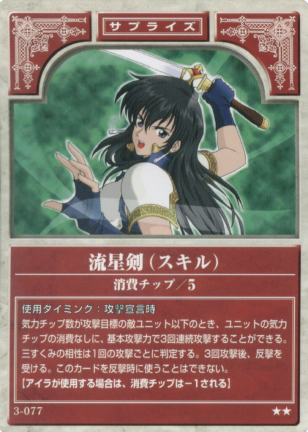 サプライズ
流星剣(スキル)
消費チップ/5
使用タイミング:攻撃宣言時
気力チップ数が攻撃目標の敵ユニット以下のとき、ユニットの気力
チップの消費なしに、基本攻撃力で3回連続攻撃することができる。
三すくみの相性は1回の攻撃ごとに判定する。3回攻撃後、反撃を
受ける。このカードを反撃時に使うことはできない。
【アイラが使用する場合は、消費チップは-1される】
3-077
★★